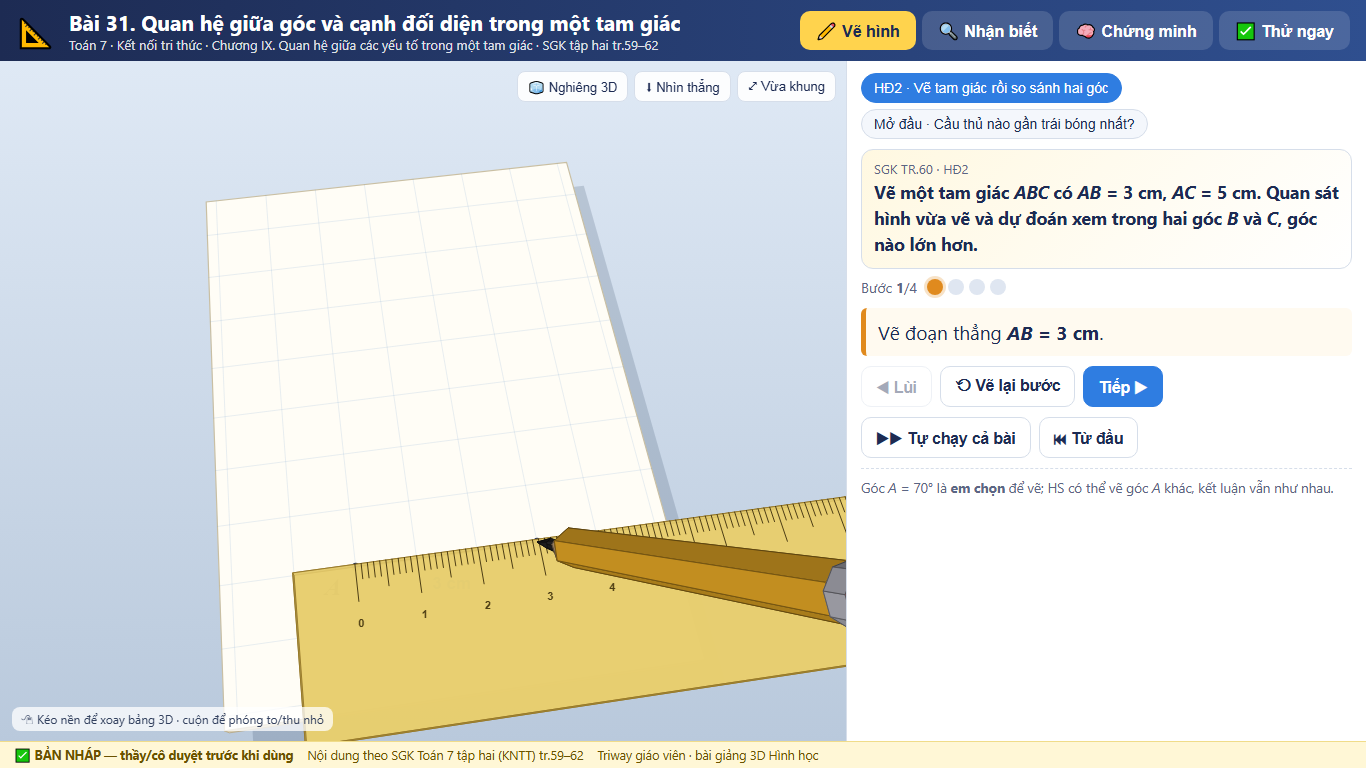 Bài 31. Quan hệ giữa góc và cạnh đối diện trong một tam giác
Toán 7 · Kết nối tri thức · Chương IX. Quan hệ giữa các yếu tố trong một tam giác · SGK tập hai tr.59–62
Vẽ hình
Nhận biết
Chứng minh
Thử ngay
Nghiêng 3D
Nhìn thẳng
Vừa khung
HĐ2 · Vẽ tam giác rồi so sánh hai góc
Mở đầu · Cầu thủ nào gần trái bóng nhất?
SGK TR.60 · HĐ2
Vẽ một tam giác ABC có AB = 3 cm, AC = 5 cm. Quan sát
hình vừa vẽ và dự đoán xem trong hai góc B và C, góc
nào lớn hơn.
Bước 1/4
Vẽ đoạn thẳng AB = 3 cm.
◀ Lùi
Vẽ lại bước
Tiếp ▶
▶▶ Tự chạy cả bài
⏮ Từ đầu
Góc A = 70° là em chọn để vẽ; HS có thể vẽ góc A khác, kết luận vẫn như nhau.
0 1 2 3 4
Kéo nền để xoay bảng 3D · cuộn để phóng to/thu nhỏ
✅ BẢN NHÁP — thầy/cô duyệt trước khi dùng Nội dung theo SGK Toán 7 tập hai (KNTT) tr.59–62 Triway giáo viên · bài giảng 3D Hình học